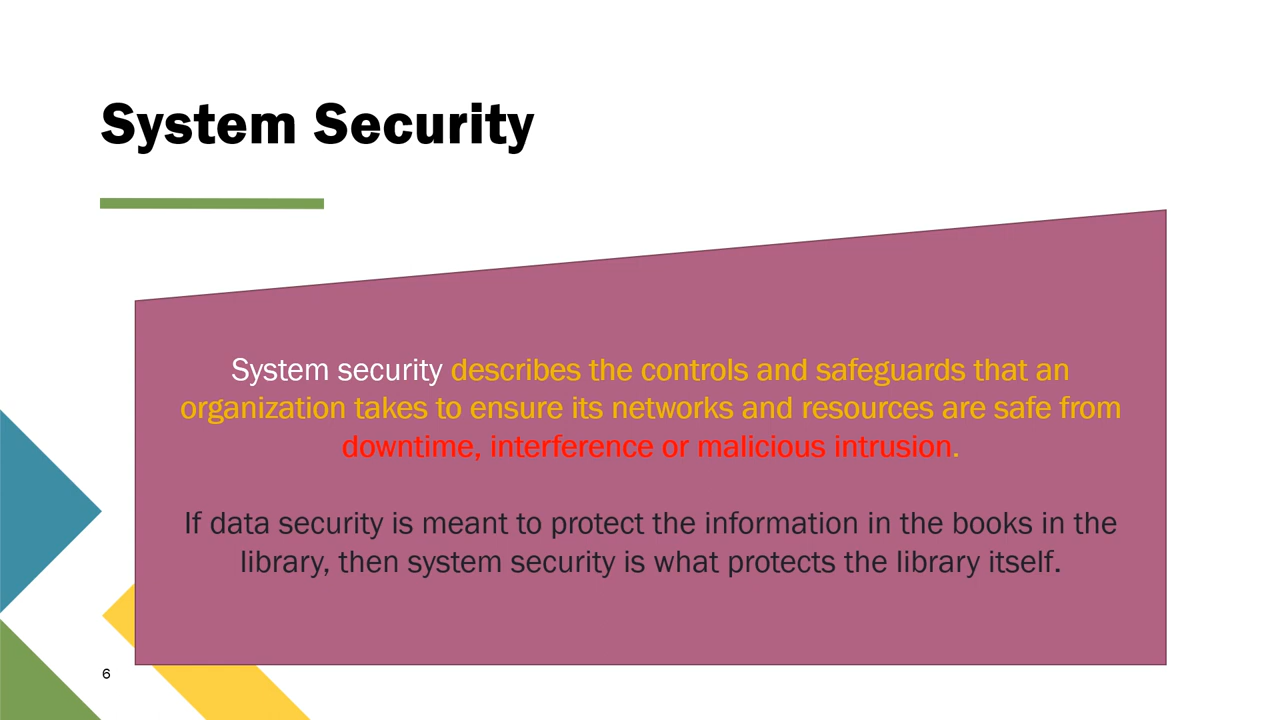 System Security
System security describes the controls and safeguards that an
organization takes to ensure its networks and resources are safe from
downtime, interference or malicious intrusion.
If data security is meant to protect the information in the books in the
library, then system security is what protects the library itself.
6